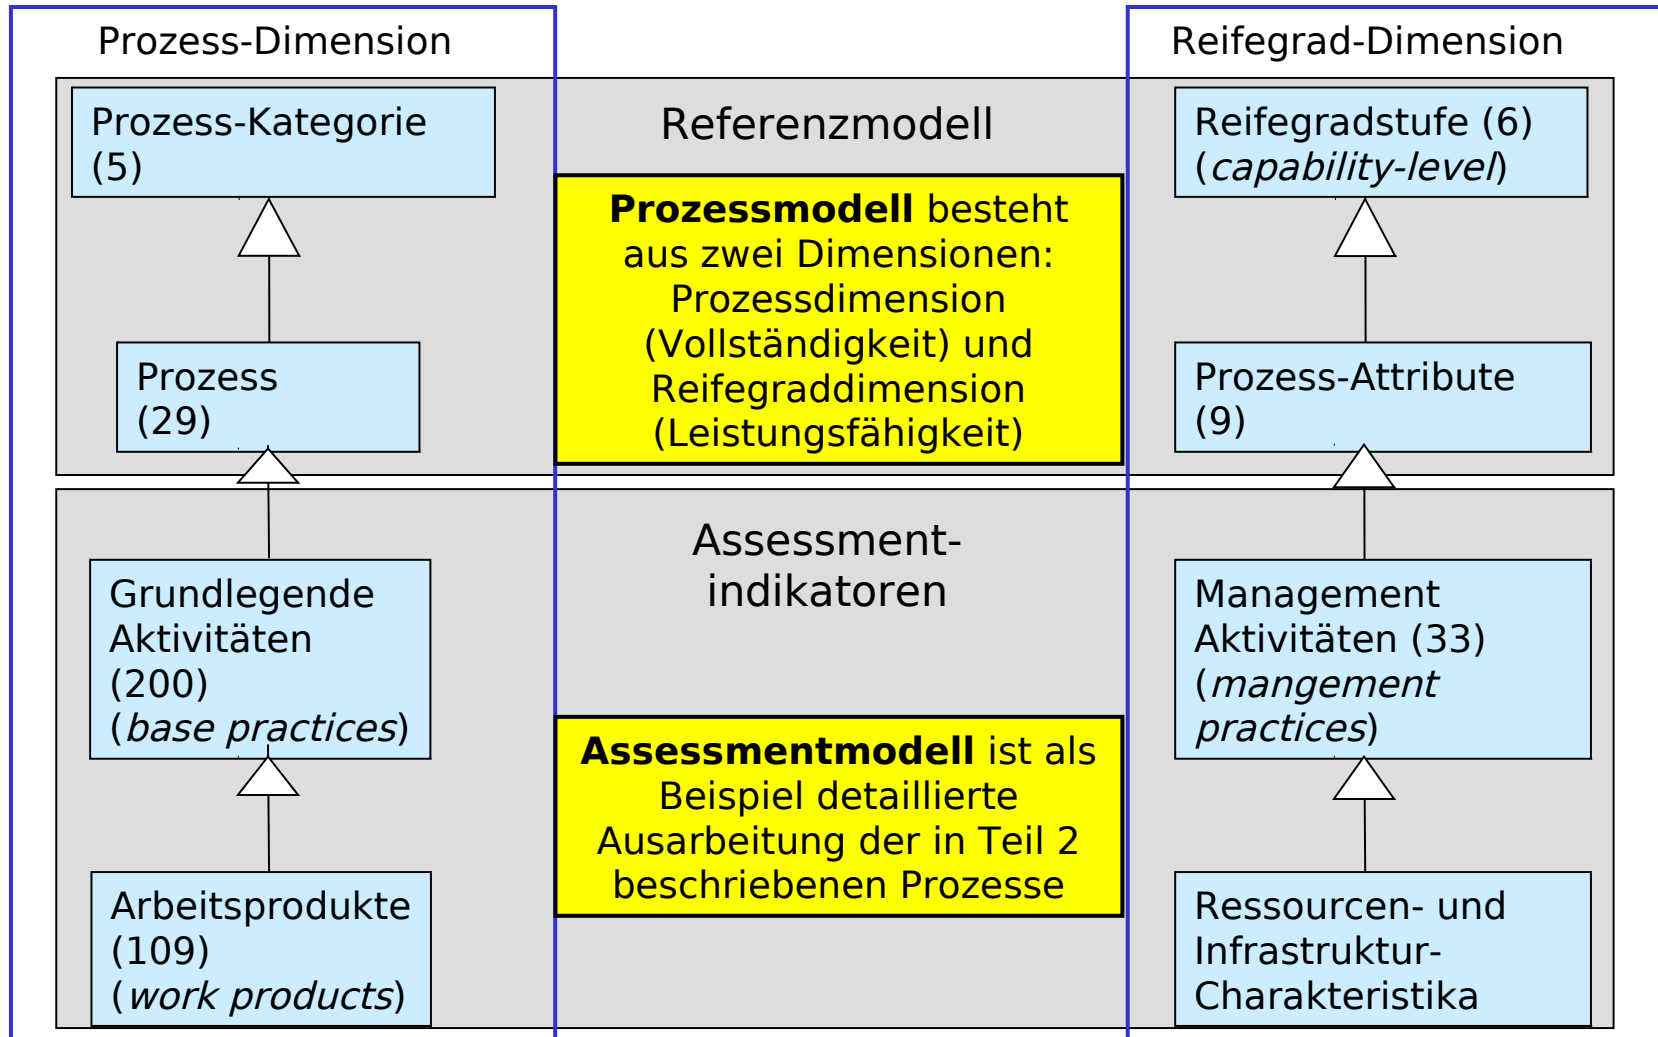 Prozess-Dimension
Reifegrad-Dimension
Prozess-Kategorie
(5)
Referenzmodell
Reifegradstufe (6)
(capability-level)
Prozessmodell besteht
aus zwei Dimensionen:
Prozessdimension
(Vollständigkeit) und
Reifegraddimension
(Leistungsfähigkeit)
Prozess
(29)
Prozess-Attribute
(9)
Assessment-
indikatoren
Grundlegende
Aktivitäten
(200)
(base practices)
Management
Aktivitäten (33)
(mangement
practices)
Assessmentmodell ist als
Beispiel detaillierte
Ausarbeitung der in Teil 2
beschriebenen Prozesse
Arbeitsprodukte
(109)
(work products)
Ressourcen- und
Infrastruktur-
Charakteristika